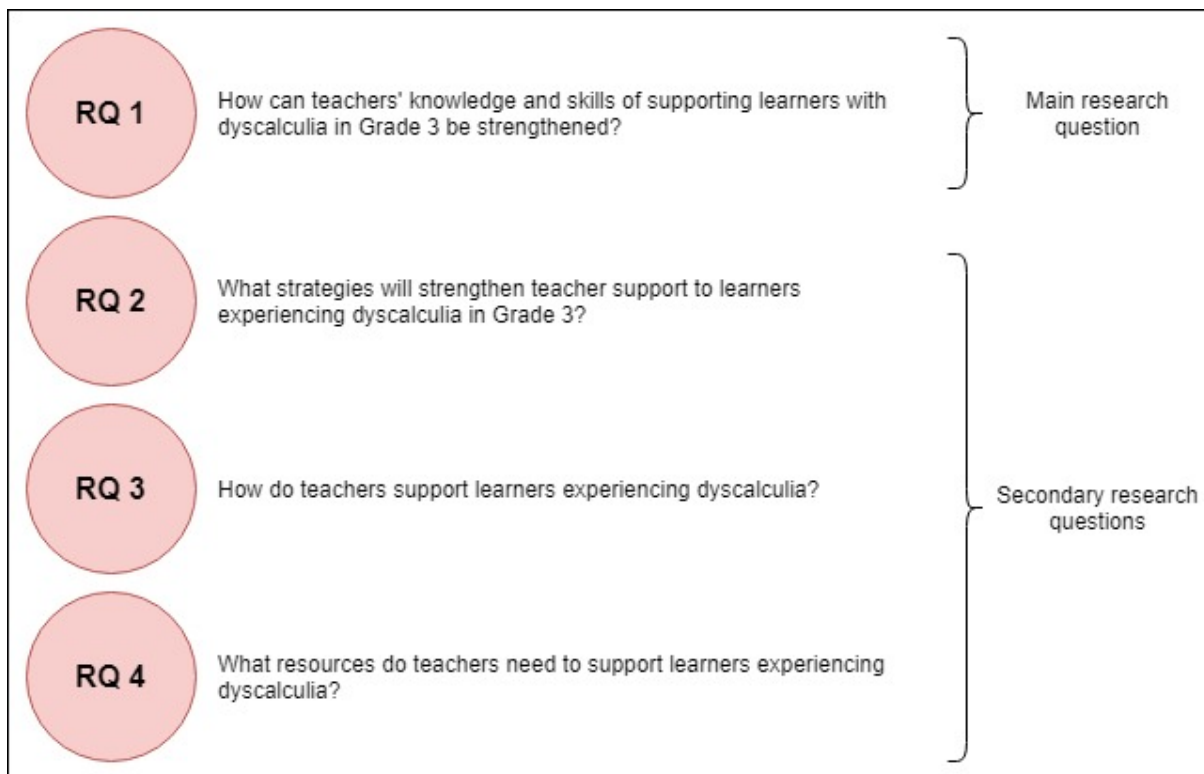 RQ 1
How can teachers' knowledge and skills of supporting learners with
dyscalculia in Grade 3 be strengthened?
Main research
question
RQ 2
What strategies will strengthen teacher support to learners
experiencing dyscalculia in Grade 3?
RQ 3
How do teachers support learners experiencing dyscalculia?
Secondary research
questions
RQ 4
What resources do teachers need to support learners experiencing
dyscalculia?